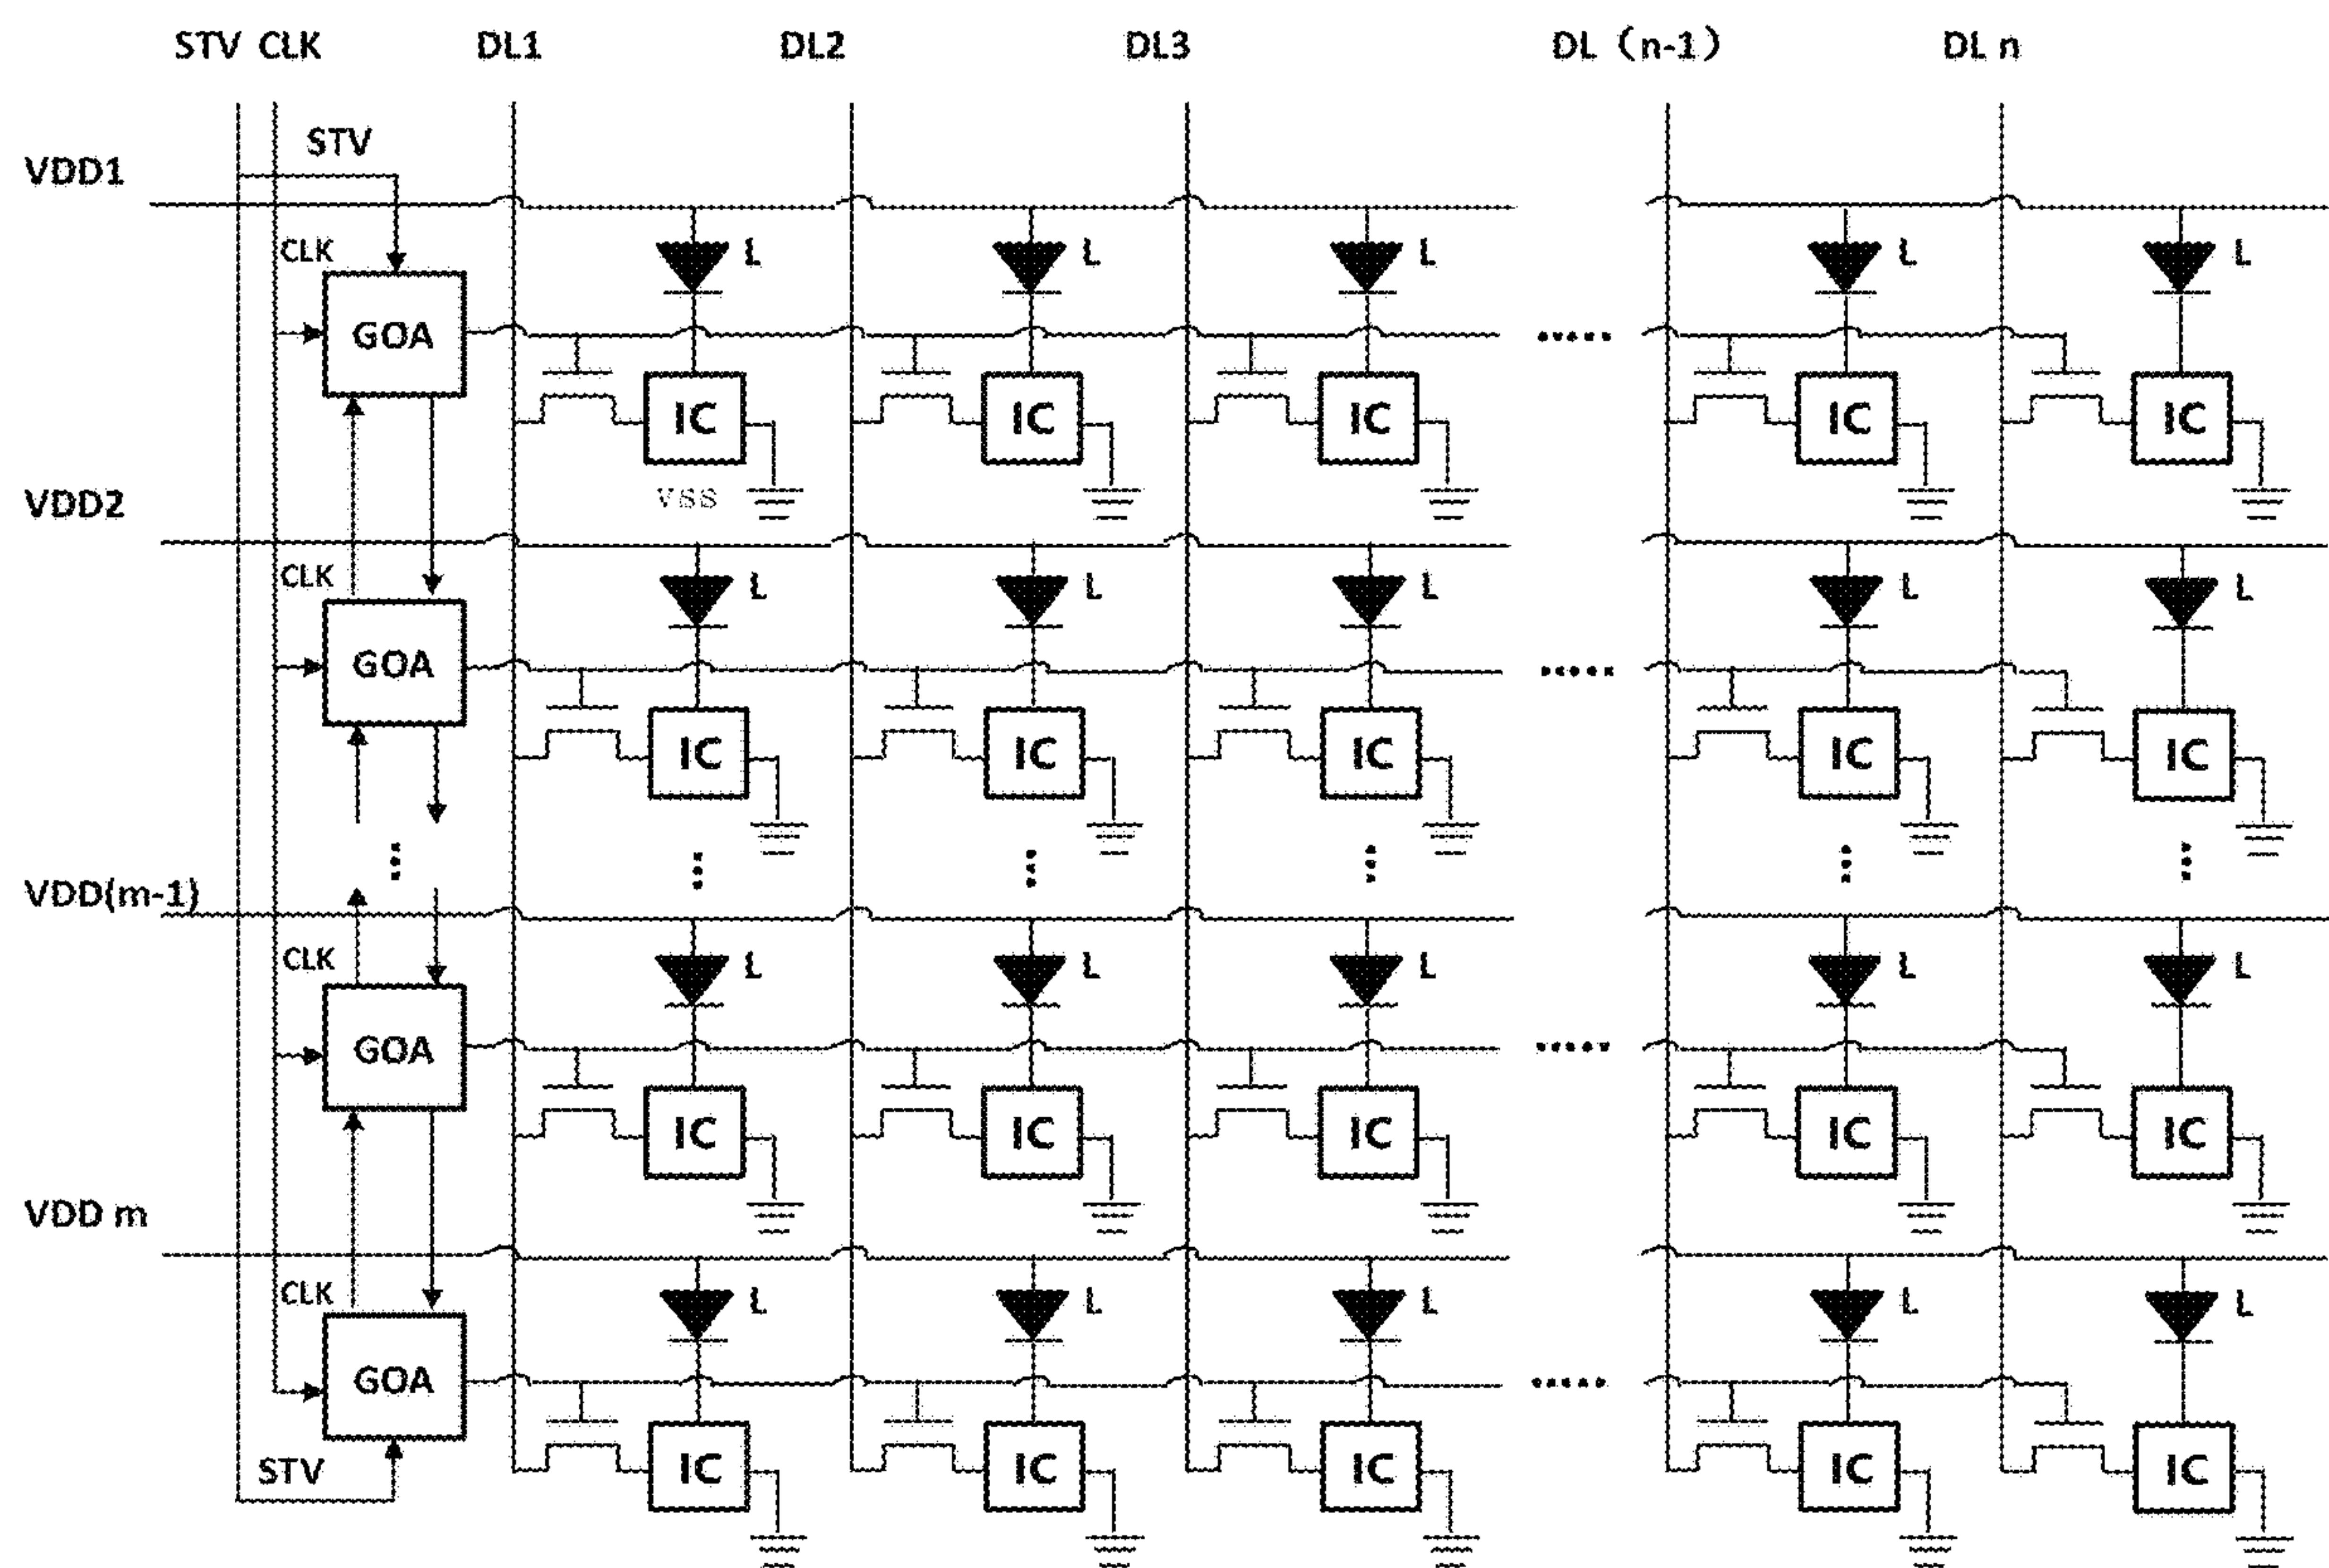 STV CLK DL1 DL2 DL3 DL（n-1） DL n
STV
VDD1
CLK L L L L L
GOA
IC IC IC IC IC
VSS
VDD2
CLK L L L L L
GOA
IC IC IC IC IC
VDD(m-1)
CLK L L L L L
GOA
IC IC IC IC IC
VDD m
CLK L L L L L
GOA
STV IC IC IC IC IC